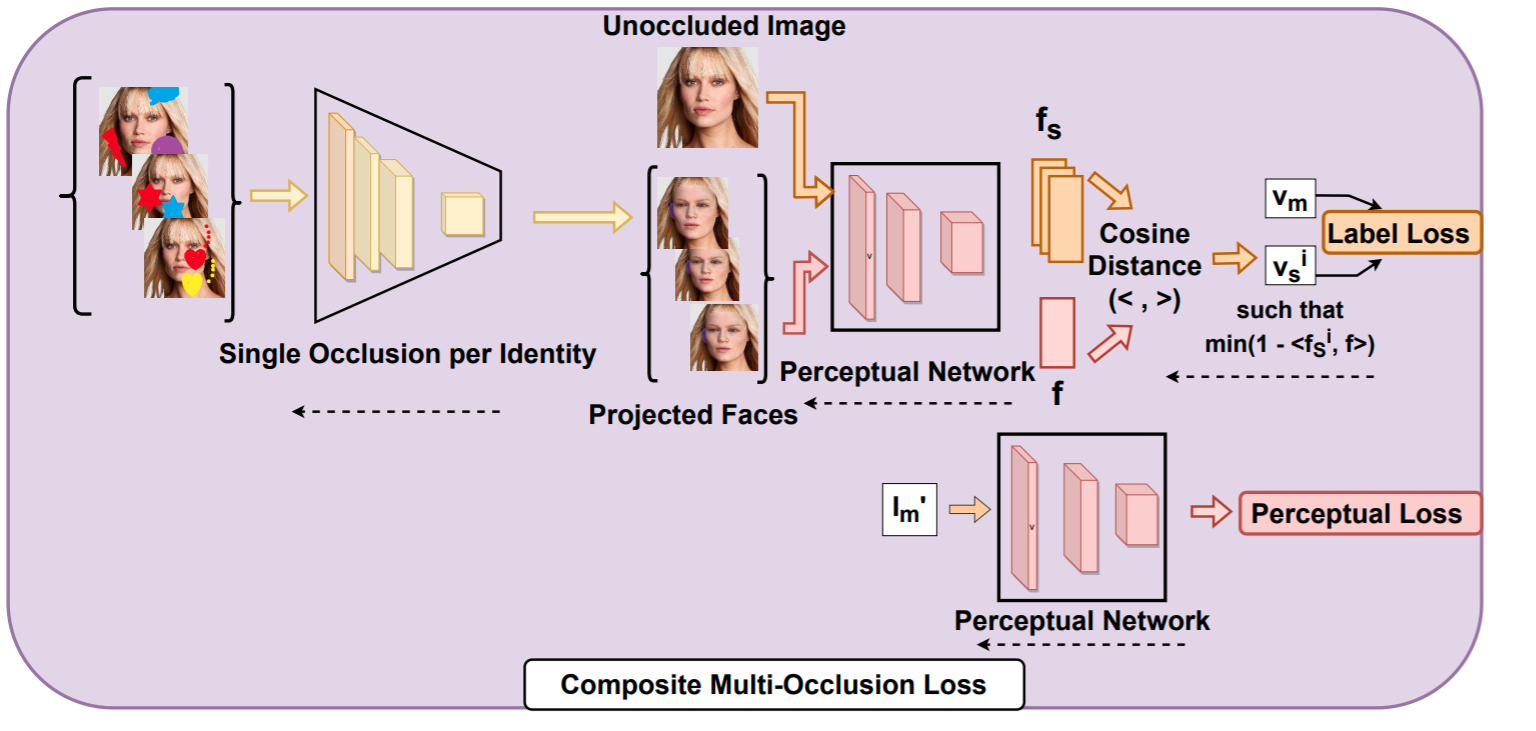 Unoccluded Image
f_s
Cosine
Distance
(< , >)
v_m
v_s^i
Label Loss
such that
min(1 - <f_S^i, f>)
v
Single Occlusion per Identity
Perceptual Network
f
Projected Faces
I_m'
v
Perceptual Loss
Perceptual Network
Composite Multi-Occlusion Loss